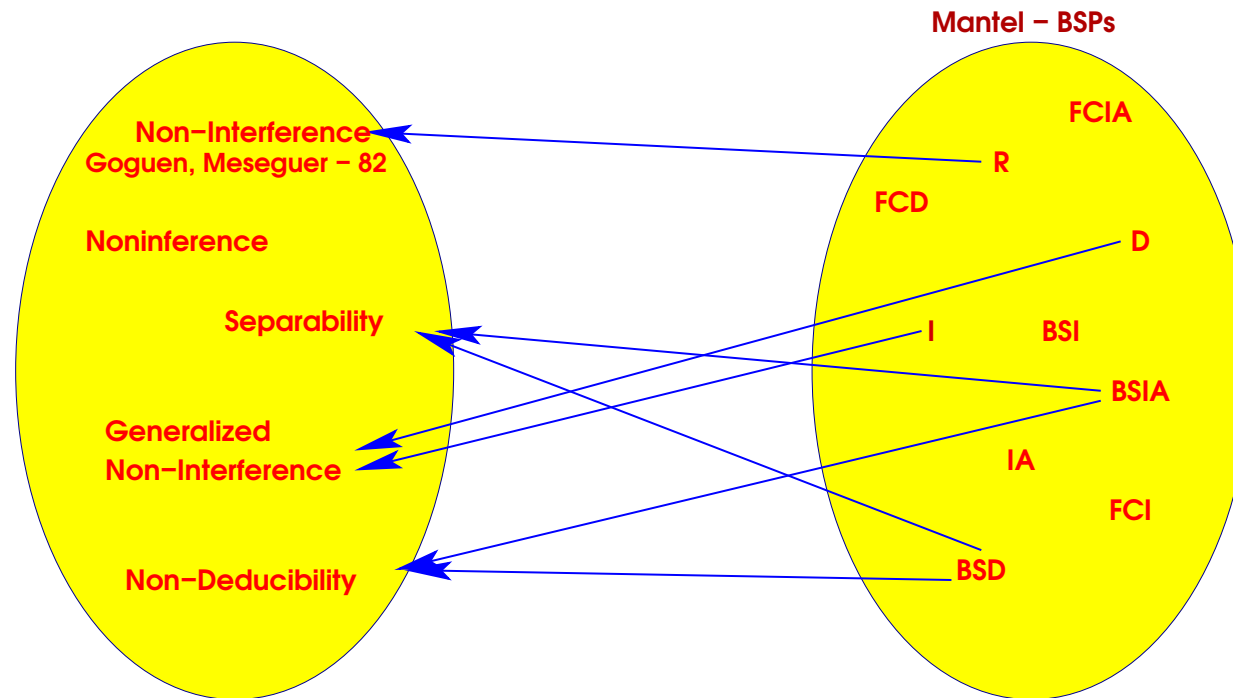 Mantel – BSPs
Non–Interference
Goguen, Meseguer – 82
Noninference
Separability
Generalized
Non–Interference
Non–Deducibility
FCIA
R
FCD
D
I
BSI
BSIA
IA
FCI
BSD